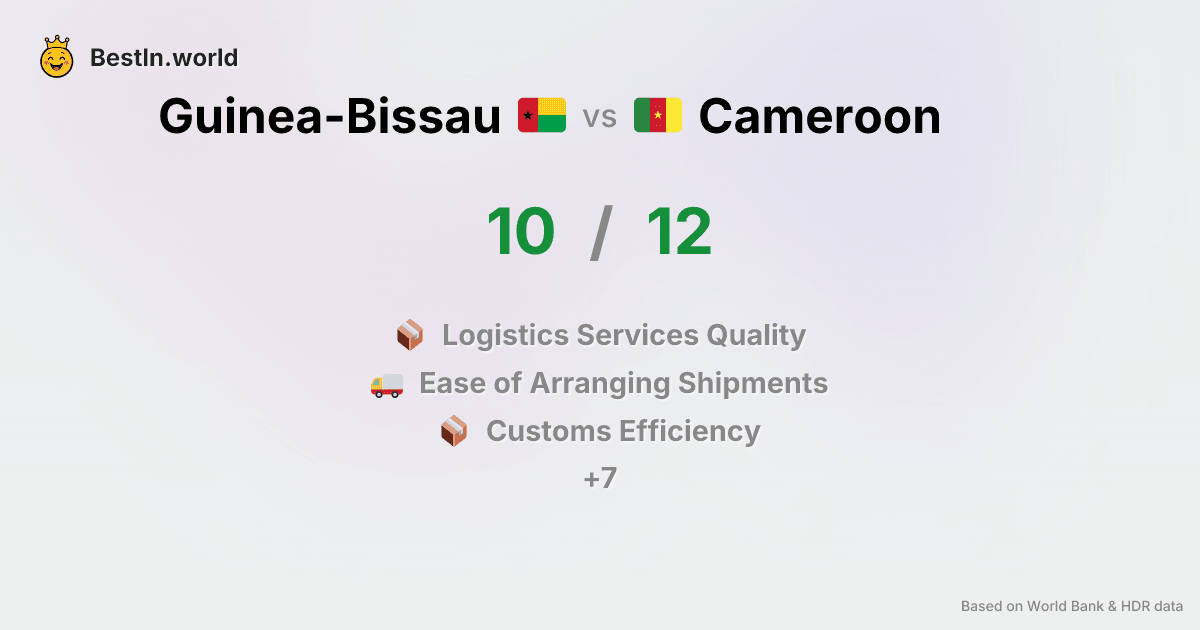 BestIn.world
Guinea-Bissau vs Cameroon
10 / 12
Logistics Services Quality
Ease of Arranging Shipments
Customs Efficiency
+7
Based on World Bank & HDR data